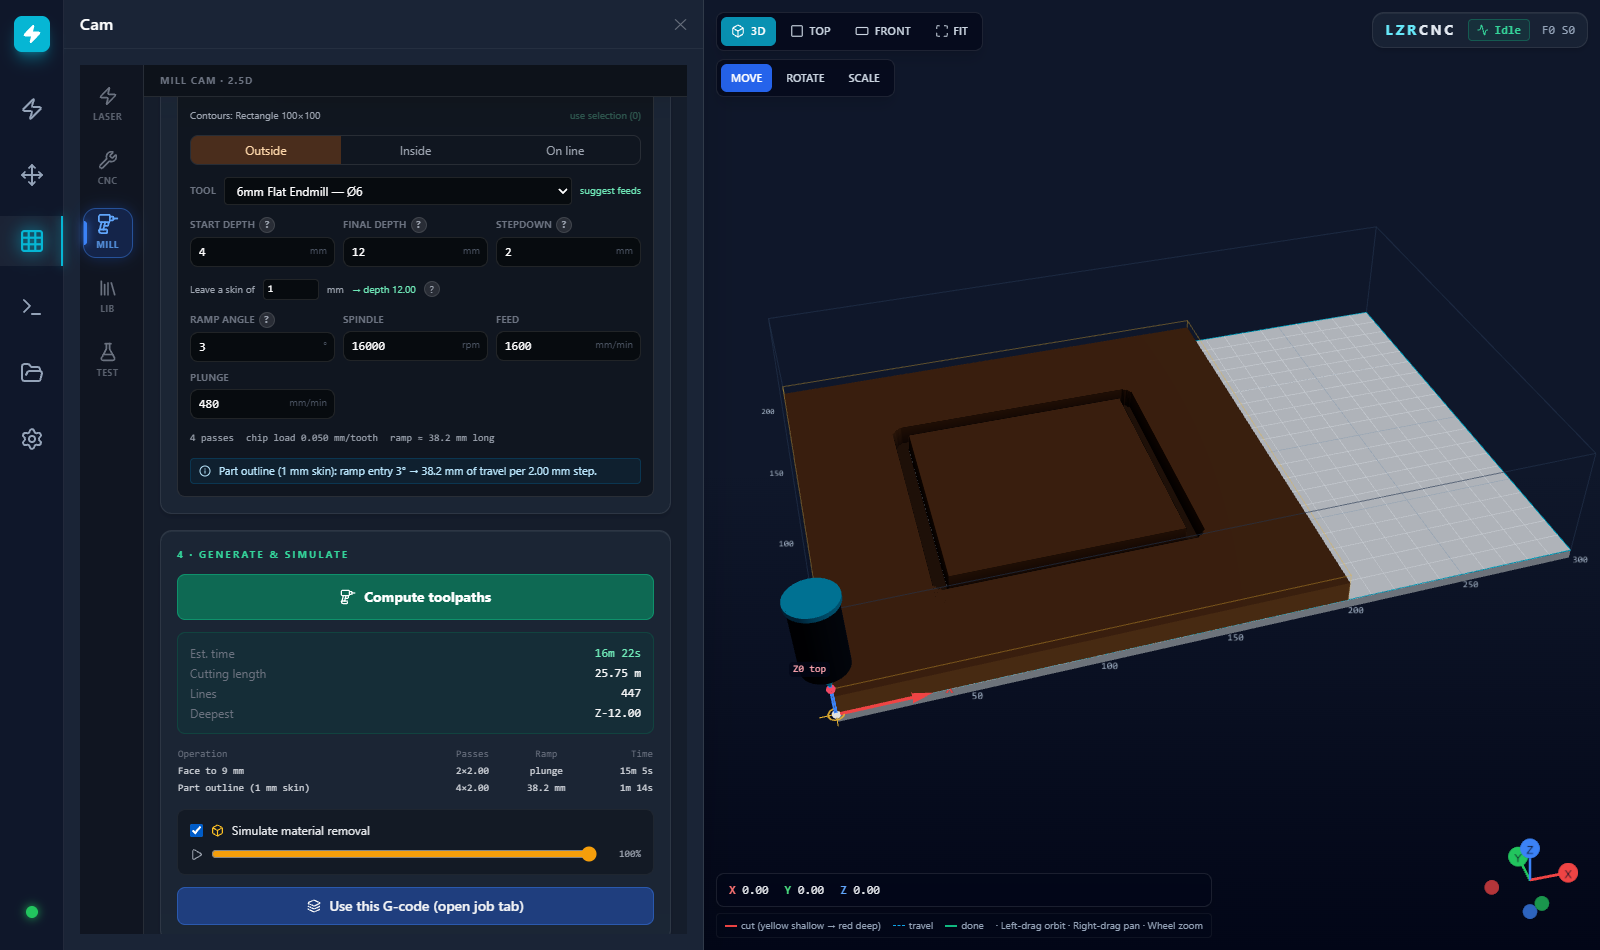 Cam
LASER
CNC
MILL
LIB
TEST
MILL CAM · 2.5D
Contours: Rectangle 100×100
use selection (0)
Outside
Inside
On line
TOOL
6mm Flat Endmill — Ø6
suggest feeds
START DEPTH ?
FINAL DEPTH ?
STEPDOWN ?
4 mm
12 mm
2 mm
Leave a skin of 1 mm → depth 12.00 ?
RAMP ANGLE ?
SPINDLE
FEED
3 °
16000 rpm
1600 mm/min
PLUNGE
480 mm/min
4 passes chip load 0.050 mm/tooth ramp = 38.2 mm long
Part outline (1 mm skin): ramp entry 3° → 38.2 mm of travel per 2.00 mm step.
4 · GENERATE & SIMULATE
Compute toolpaths
Est. time 16m 22s
Cutting length 25.75 m
Lines 447
Deepest Z-12.00
Operation Passes Ramp Time
Face to 9 mm 2×2.00 plunge 15m 5s
Part outline (1 mm skin) 4×2.00 38.2 mm 1m 14s
Simulate material removal
100%
Use this G-code (open job tab)
3D
TOP
FRONT
FIT
MOVE
ROTATE
SCALE
LZRCNC
Idle
F0 S0
200
150
100
Z0 top
50
100
150
200
250
300
Z
Y
X
X 0.00 Y 0.00 Z 0.00
cut (yellow shallow → red deep) --- travel done · Left-drag orbit · Right-drag pan · Wheel zoom